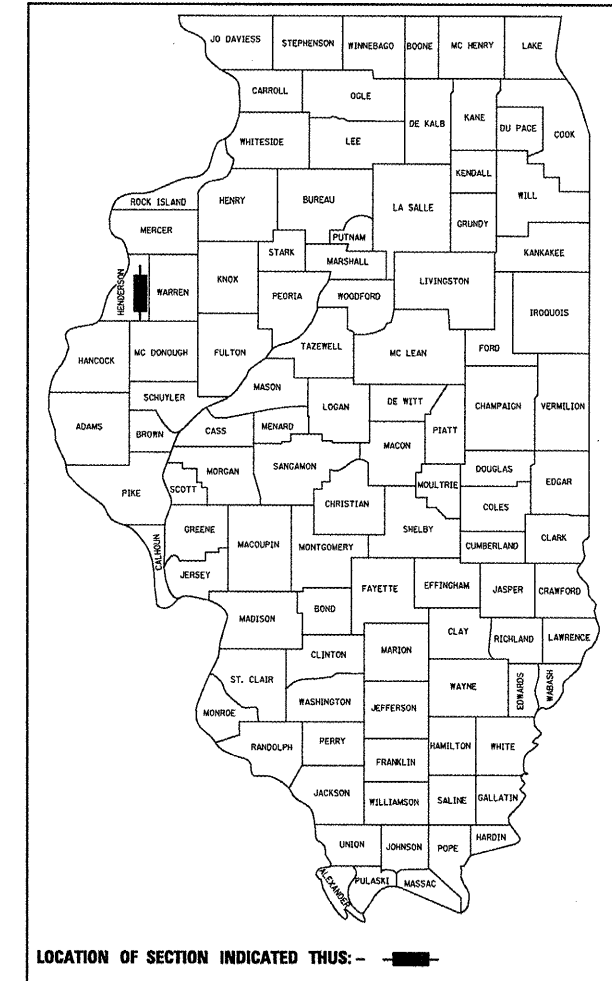 JO DAVIESS STEPHENSON WINNEBAGO BOONE MC HENRY LAKE
CARROLL OGLE DE KALB KANE DU PAGE COOK
WHITESIDE LEE
KENDALL
ROCK ISLAND HENRY BUREAU LA SALLE GRUNDY WILL
MERCER PUTNAM
STARK MARSHALL KANKAKEE
HENDERSON WARREN KNOX PEORIA WOODFORD LIVINGSTON IROQUOIS
HANCOCK MC DONOUGH FULTON TAZEWELL MC LEAN FORD
SCHUYLER MASON
ADAMS BROWN CASS MENARD LOGAN DE WITT PIATT CHAMPAIGN VERMILION
MACON
MORGAN SANGAMON DOUGLAS EDGAR
PIKE SCOTT CHRISTIAN MOULTRIE COLES
GREENE MACOUPIN MONTGOMERY SHELBY CUMBERLAND CLARK
CALHOUN JERSEY FAYETTE EFFINGHAM JASPER CRAWFORD
MADISON BOND
CLINTON MARION CLAY RICHLAND LAWRENCE
ST. CLAIR WAYNE EDWARDS WABASH
MONROE WASHINGTON JEFFERSON
RANDOLPH PERRY FRANKLIN HAMILTON WHITE
JACKSON WILLIAMSON SALINE GALLATIN
UNION JOHNSON POPE HARDIN
ALEXANDER PULASKI MASSAC
LOCATION OF SECTION INDICATED THUS: -